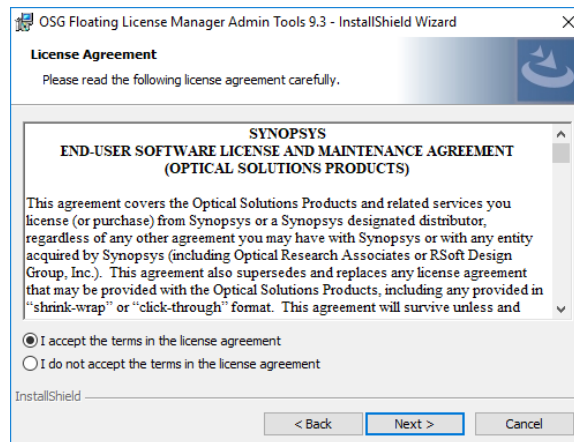 OSG Floating License Manager Admin Tools 9.3 - InstallShield Wizard
License Agreement
Please read the following license agreement carefully.
SYNOPSYS
END-USER SOFTWARE LICENSE AND MAINTENANCE AGREEMENT
(OPTICAL SOLUTIONS PRODUCTS)
This agreement covers the Optical Solutions Products and related services you
license (or purchase) from Synopsys or a Synopsys designated distributor,
regardless of any other agreement you may have with Synopsys or with any entity
acquired by Synopsys (including Optical Research Associates or RSoft Design
Group, Inc.).  This agreement also supersedes and replaces any license agreement
that may be provided with the Optical Solutions Products, including any provided in
“shrink-wrap” or “click-through” format.  This agreement will survive unless and
I accept the terms in the license agreement
I do not accept the terms in the license agreement
InstallShield
< Back
Next >
Cancel